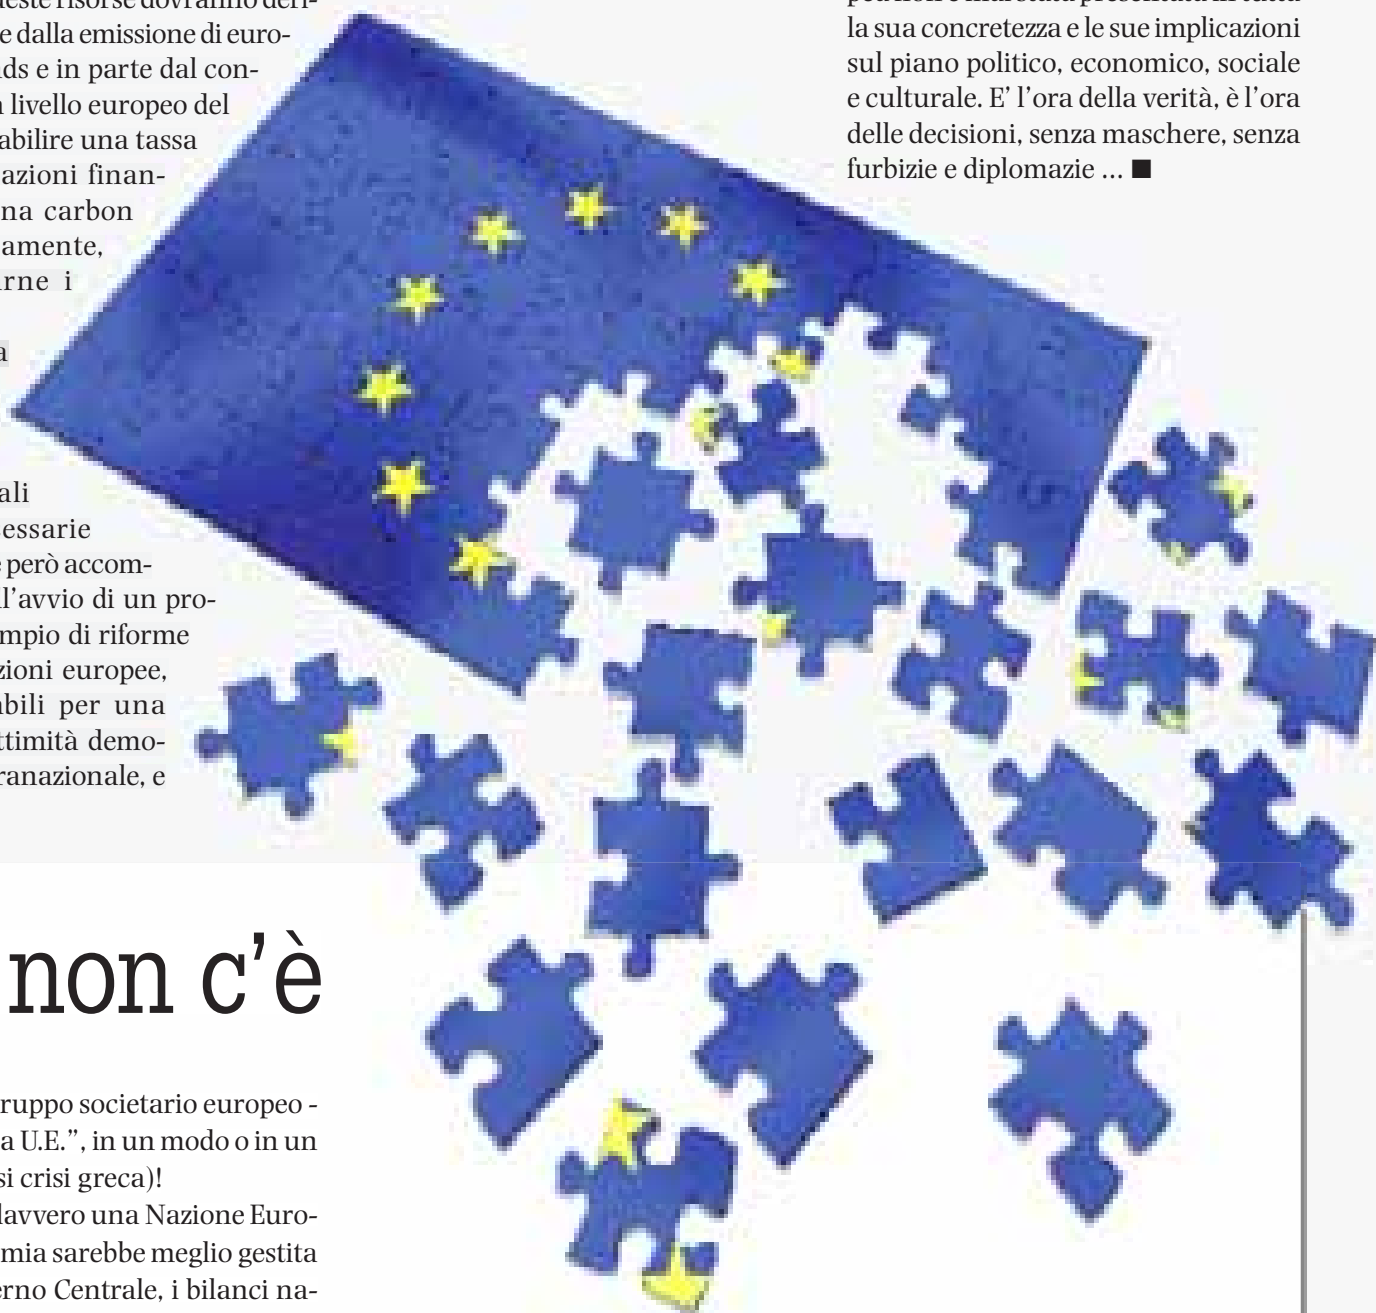 este risorse dovranno deri-
e dalla emissione di euro-
ds e in parte dal con-
livello europeo del
abilire una tassa
azioni finan-
na carbon
amente,
rne i
a
ali
essarie
però accom-
l’avvio di un pro-
mpio di riforme
zioni europee,
bili per una
ttimità demo-
ranazionale, e
la sua concretezza e le sue implicazioni
sul piano politico, economico, sociale
e culturale. E’ l’ora della verità, è l’ora
delle decisioni, senza maschere, senza
furbizie e diplomazie ... ■
non c’è
ruppo societario europeo -
a U.E.”, in un modo o in un
si crisi greca)!
davvero una Nazione Euro-
mia sarebbe meglio gestita
erno Centrale, i bilanci na-